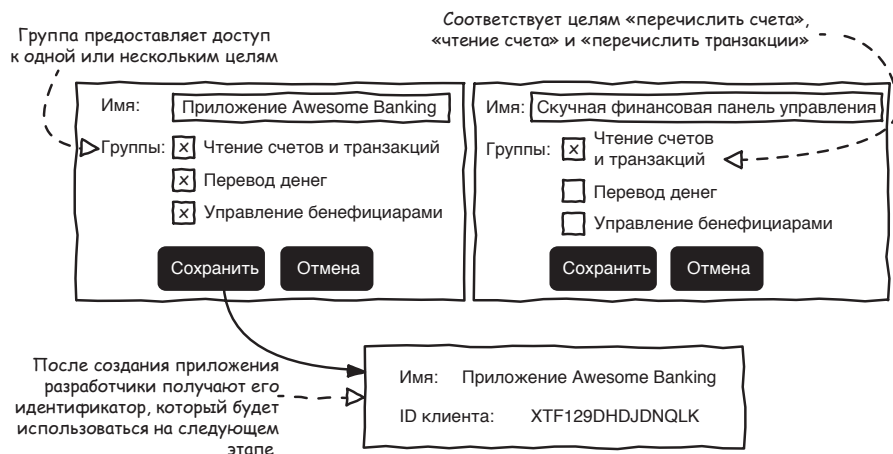 Группа предоставляет доступ
к одной или нескольким целям
Соответствует целям «перечислить счета»,
«чтение счета» и «перечислить транзакции»
Имя: Приложение Awesome Banking
Группы: x Чтение счетов и транзакций
x Перевод денег
x Управление бенефициарами
Сохранить Отмена
Имя: Скучная финансовая панель управления
Группы: x Чтение счетов
и транзакций
Перевод денег
Управление бенефициарами
Сохранить Отмена
После создания приложения
разработчики получают его
идентификатор, который будет
использоваться на следующем
этапе
Имя: Приложение Awesome Banking
ID клиента: XTF129DHDJDNQLK